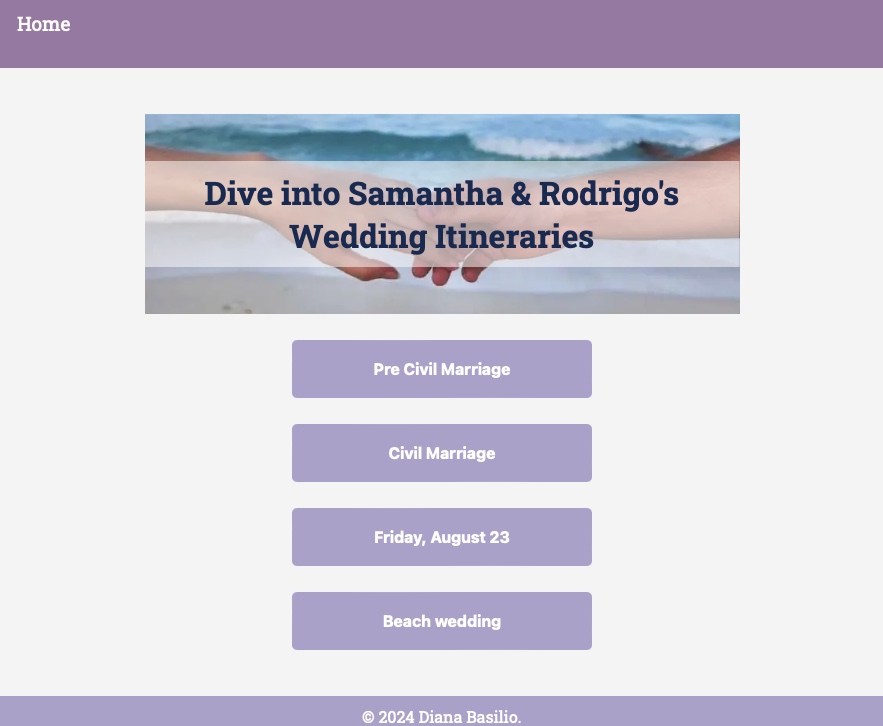 Home
Dive into Samantha & Rodrigo's
Wedding Itineraries
Pre Civil Marriage
Civil Marriage
Friday, August 23
Beach wedding
© 2024 Diana Basilio.